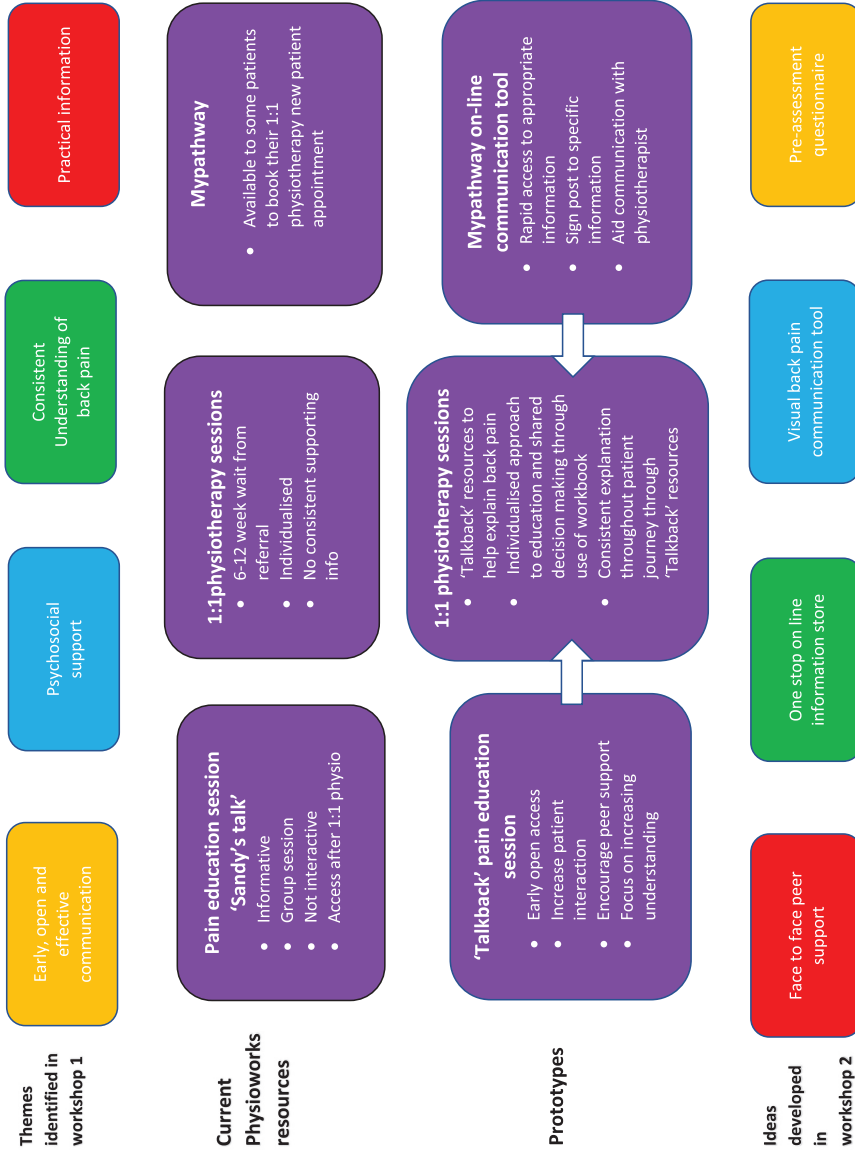 Themes
identified in
workshop 1
Early, open and
effective
communication
Psychosocial
support
Consistent
Understanding of
back pain
Practical information
Current
Physioworks
resources
Pain education session
‘Sandy’s talk’
• Informative
• Group session
• Not interactive
• Access after 1:1 physio
1:1physiotherapy sessions
• 6-12 week wait from
referral
• Individualised
• No consistent supporting
info
Mypathway
• Available to some patients
to book their 1:1
physiotherapy new patient
appointment
Prototypes
‘Talkback’ pain education
session
• Early open access
• Increase patient
interaction
• Encourage peer support
• Focus on increasing
understanding
1:1 physiotherapy sessions
• ‘Talkback’ resources to
help explain back pain
• Individualised approach
to education and shared
decision making through
use of workbook
• Consistent explanation
throughout patient
journey through
‘Talkback’ resources
Mypathway on-line
communication tool
• Rapid access to appropriate
information
• Sign post to specific
information
• Aid communication with
physiotherapist
Ideas
developed
in
workshop 2
Face to face peer
support
One stop on line
information store
Visual back pain
communication tool
Pre-assessment
questionnaire